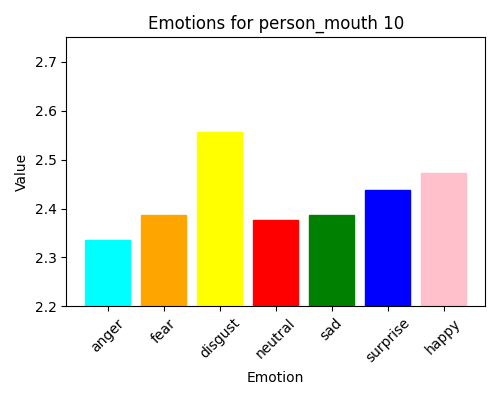 Emotions for person_mouth 10
Value
2.7
2.6
2.5
2.4
2.3
2.2
anger
fear
disgust
neutral
sad
surprise
happy
Emotion